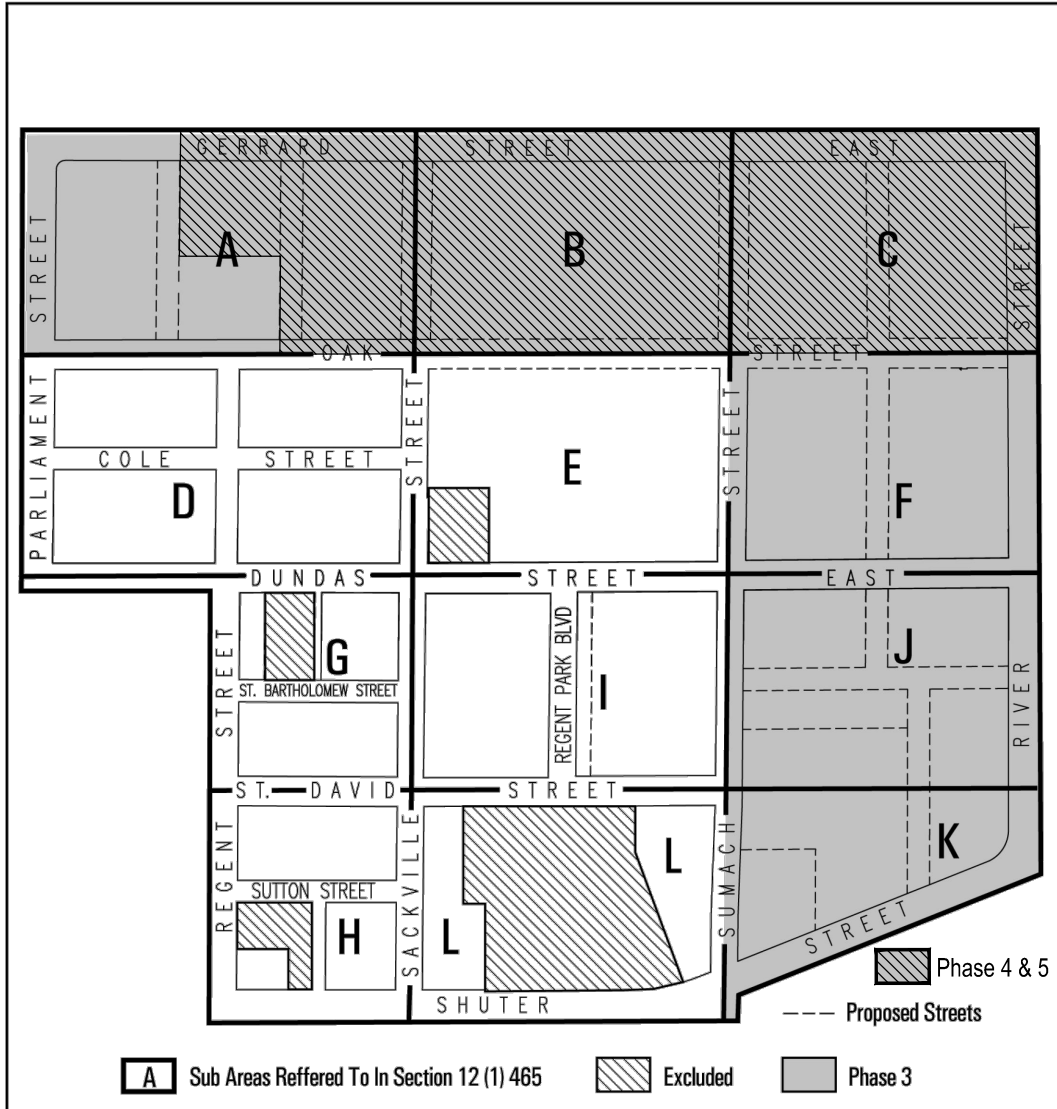 GERRARD STREET EAST
STREET
A
B
C
STREET
OAK STREET
PARLIAMENT
STREET
STREET
COLE STREET
D
E
F
DUNDAS STREET EAST
STREET
G
ST. BARTHOLOMEW STREET
REGENT PARK BLVD
I
J
RIVER
ST. DAVID STREET
REGENT
SUTTON STREET
H
SACKVILLE
L
L
SUMACH
K
STREET
SHUTER
Phase 4 & 5
Proposed Streets
A Sub Areas Reffered To In Section 12 (1) 465 Excluded Phase 3